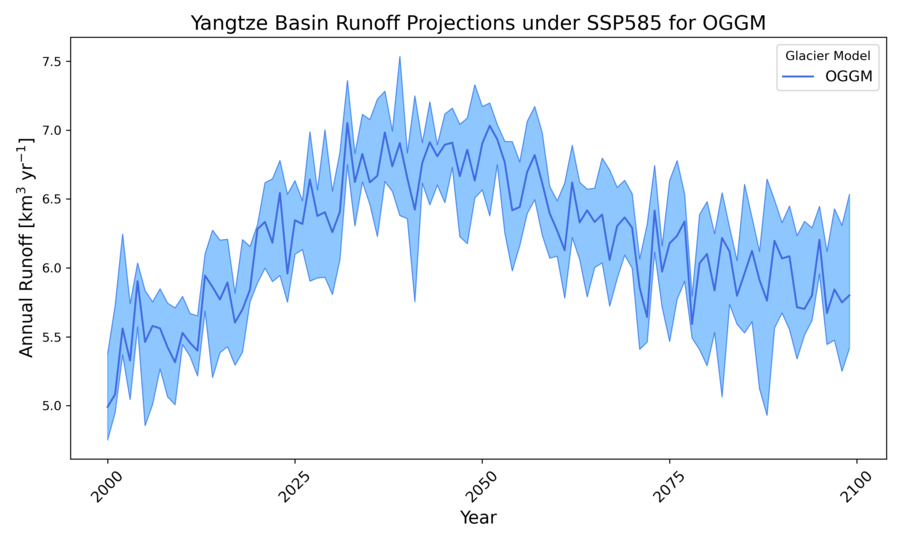 Yangtze Basin Runoff Projections under SSP585 for OGGM
Glacier Model
OGGM
Annual Runoff [km³ yr⁻¹]
7.5
7.0
6.5
6.0
5.5
5.0
2000
2025
2050
2075
2100
Year